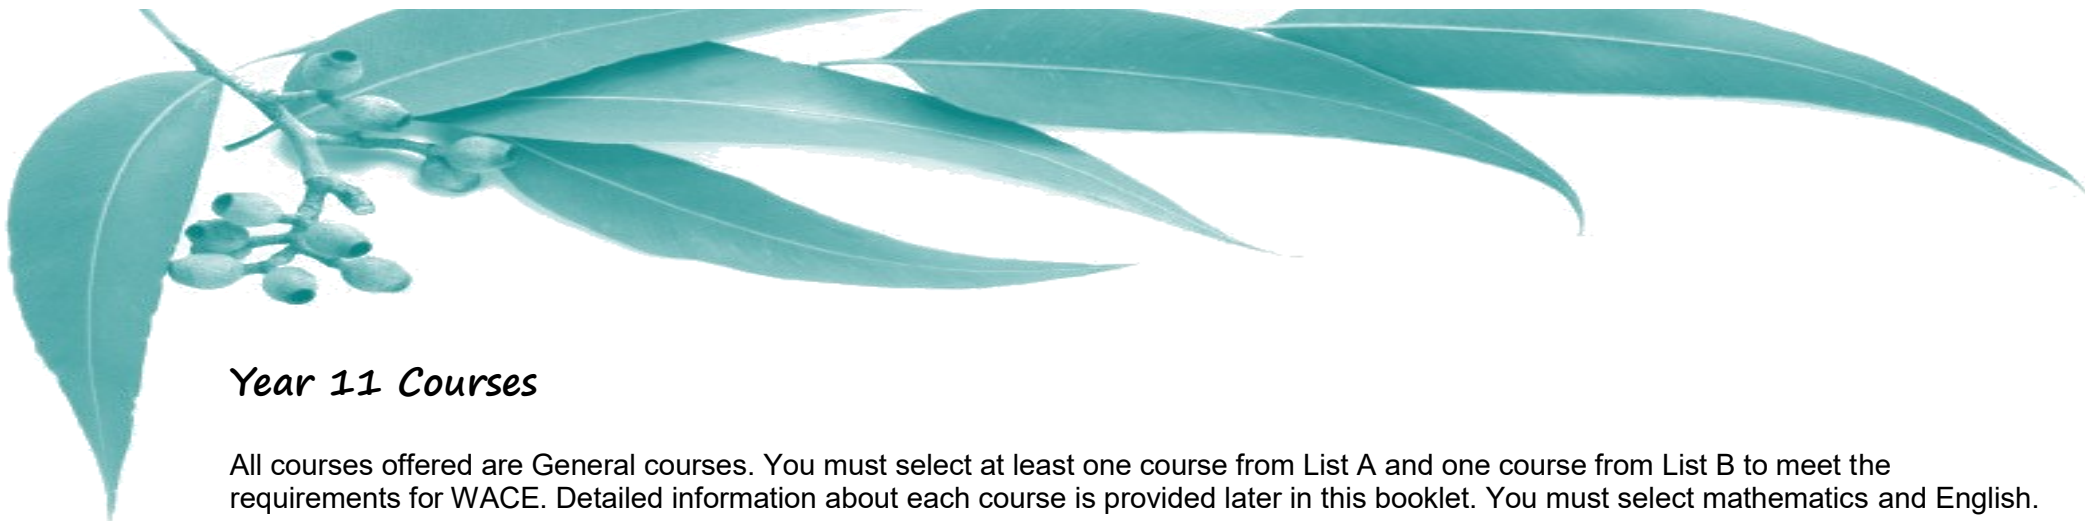 Year 11 Courses
All courses offered are General courses. You must select at least one course from List A and one course from List B to meet the
requirements for WACE. Detailed information about each course is provided later in this booklet. You must select mathematics and English.